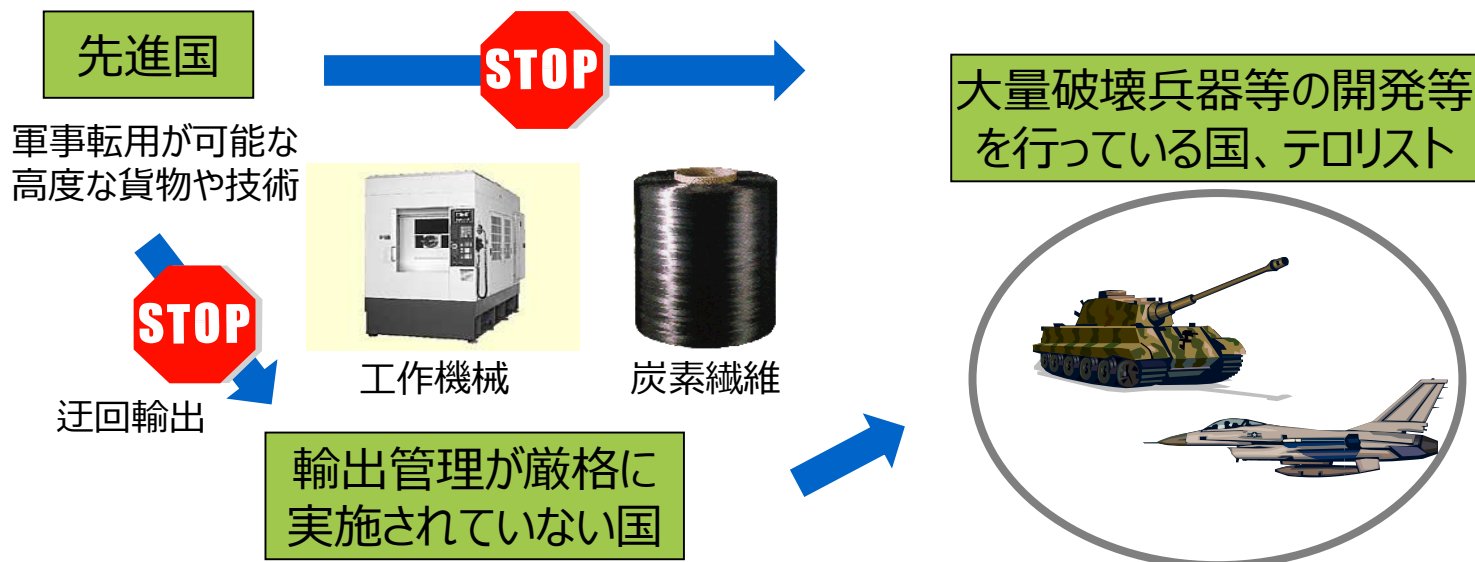 先進国
STOP
大量破壊兵器等の開発等
を行っている国、テロリスト
軍事転用が可能な
高度な貨物や技術
STOP
工作機械
炭素繊維
迂回輸出
輸出管理が厳格に
実施されていない国